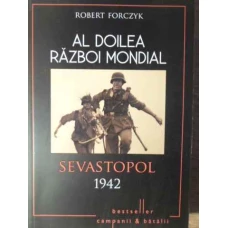 ROBERT FORCZYK
AL DOILEA
RĂZBOI MONDIAL
SEVASTOPOL
1942
bestseller
campanii & bătălii